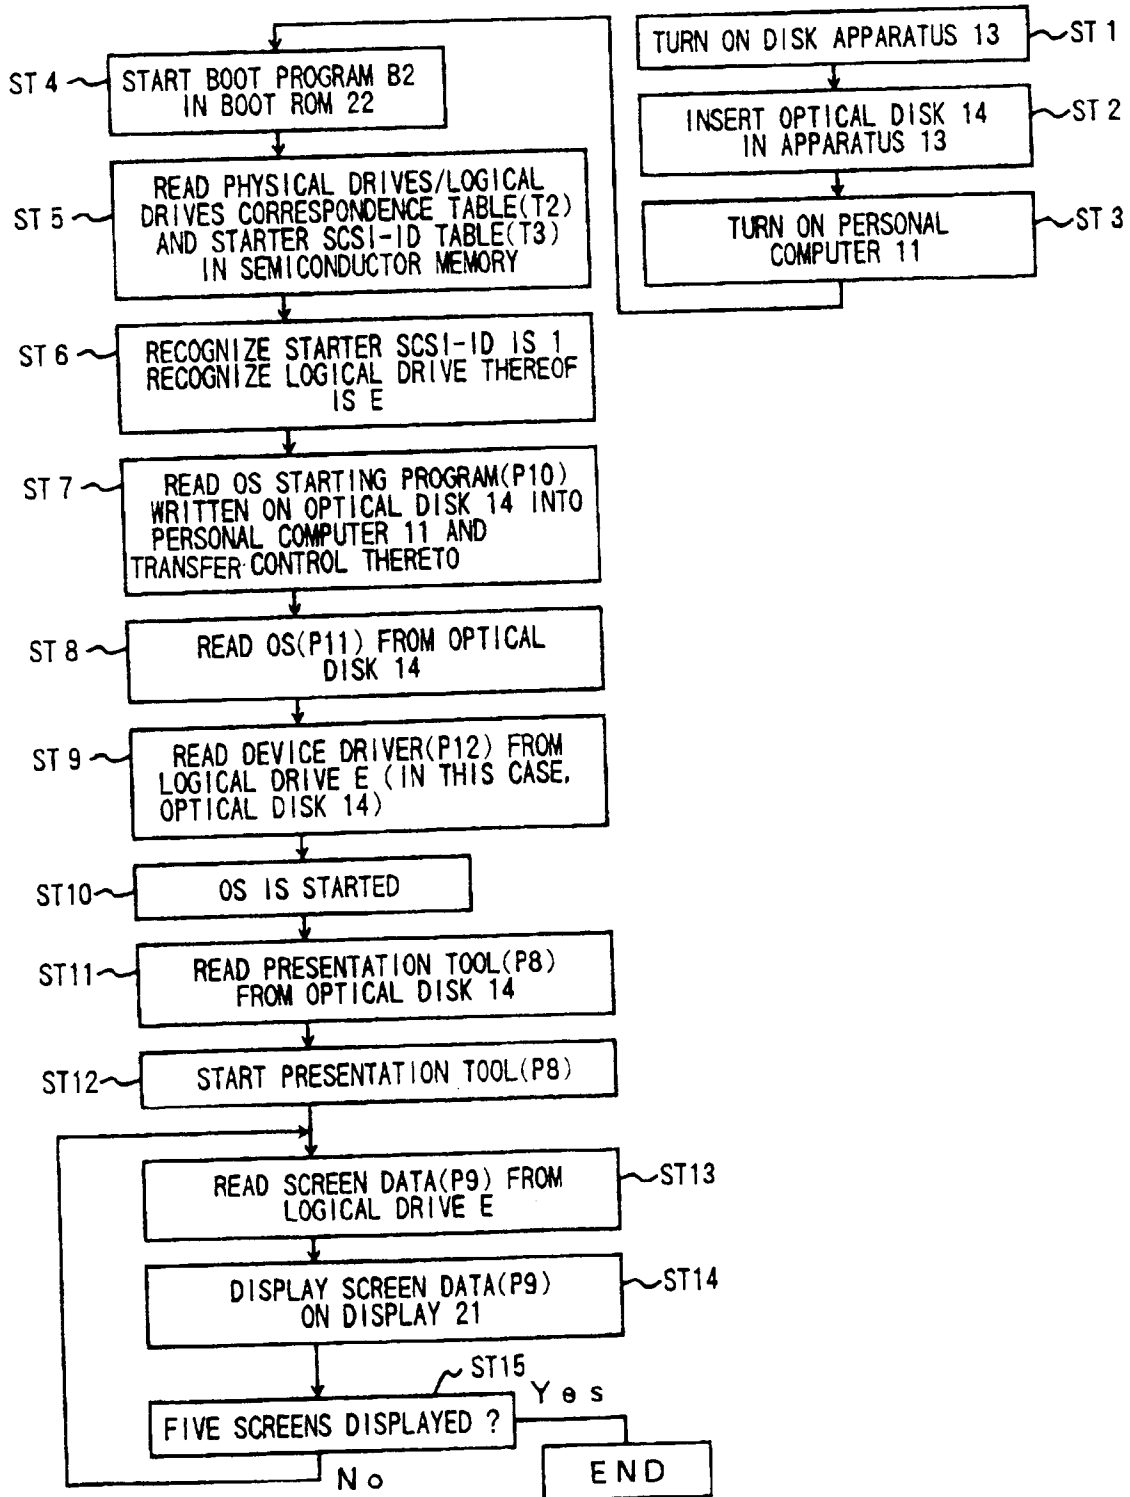 TURN ON DISK APPARATUS 13
ST 1
INSERT OPTICAL DISK 14
IN APPARATUS 13
ST 2
TURN ON PERSONAL
COMPUTER 11
ST 3
ST 4
START BOOT PROGRAM B2
IN BOOT ROM 22
ST 5
READ PHYSICAL DRIVES/LOGICAL
DRIVES CORRESPONDENCE TABLE(T2)
AND STARTER SCSI-ID TABLE(T3)
IN SEMICONDUCTOR MEMORY
ST 6
RECOGNIZE STARTER SCSI-ID IS 1
RECOGNIZE LOGICAL DRIVE THEREOF
IS E
ST 7
READ OS STARTING PROGRAM(P10)
WRITTEN ON OPTICAL DISK 14 INTO
PERSONAL COMPUTER 11 AND
TRANSFER CONTROL THERETO
ST 8
READ OS(P11) FROM OPTICAL
DISK 14
ST 9
READ DEVICE DRIVER(P12) FROM
LOGICAL DRIVE E (IN THIS CASE,
OPTICAL DISK 14)
ST10
OS IS STARTED
ST11
READ PRESENTATION TOOL(P8)
FROM OPTICAL DISK 14
ST12
START PRESENTATION TOOL(P8)
READ SCREEN DATA(P9) FROM
LOGICAL DRIVE E
ST13
DISPLAY SCREEN DATA(P9)
ON DISPLAY 21
ST14
ST15
FIVE SCREENS DISPLAYED ?
Yes
No
END